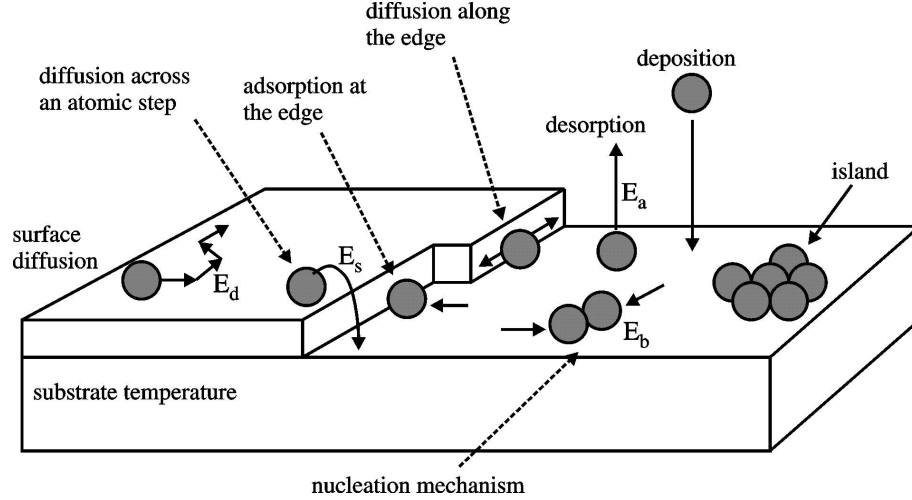 diffusion along
the edge
deposition
diffusion across
an atomic step
adsorption at
the edge
desorption
island
E_a
surface
diffusion
E_d
E_s
E_b
substrate temperature
nucleation mechanism